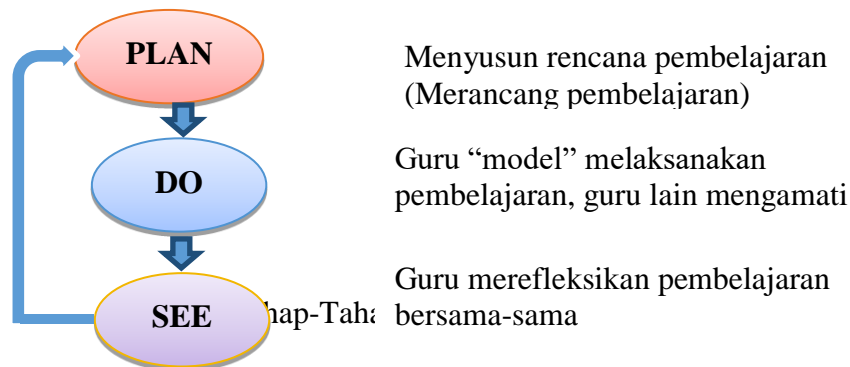 PLAN
Menyusun rencana pembelajaran
(Merancang pembelajaran)
DO
Guru “model” melaksanakan
pembelajaran, guru lain mengamati
SEE
Guru merefleksikan pembelajaran
bersama-sama